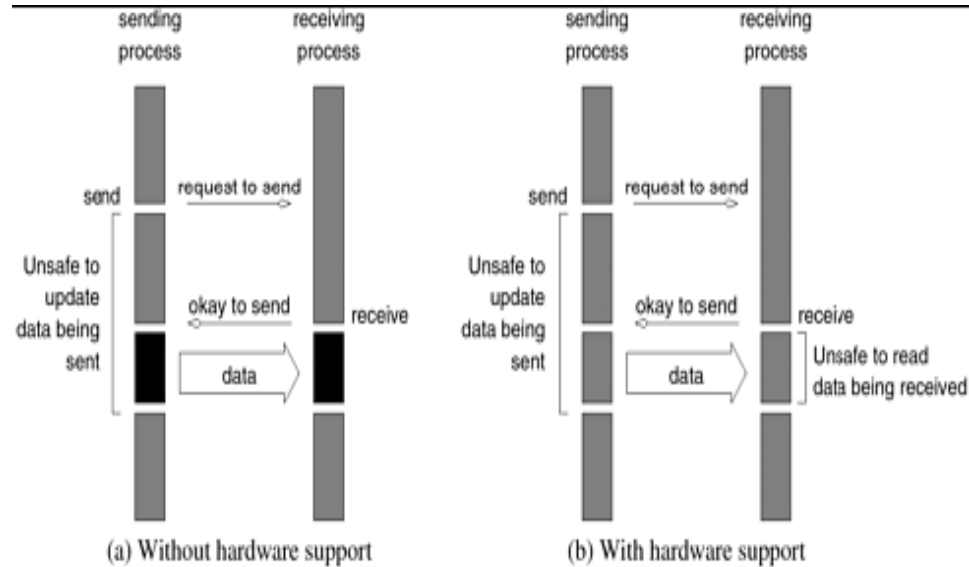 sending
process
receiving
process
send
request to send
Unsafe to
update
data being
sent
okay to send
receive
data
(a) Without hardware support
sending
process
receiving
process
send
request to send
Unsafe to
update
data being
sent
okay to send
receive
data
Unsafe to read
data being received
(b) With hardware support